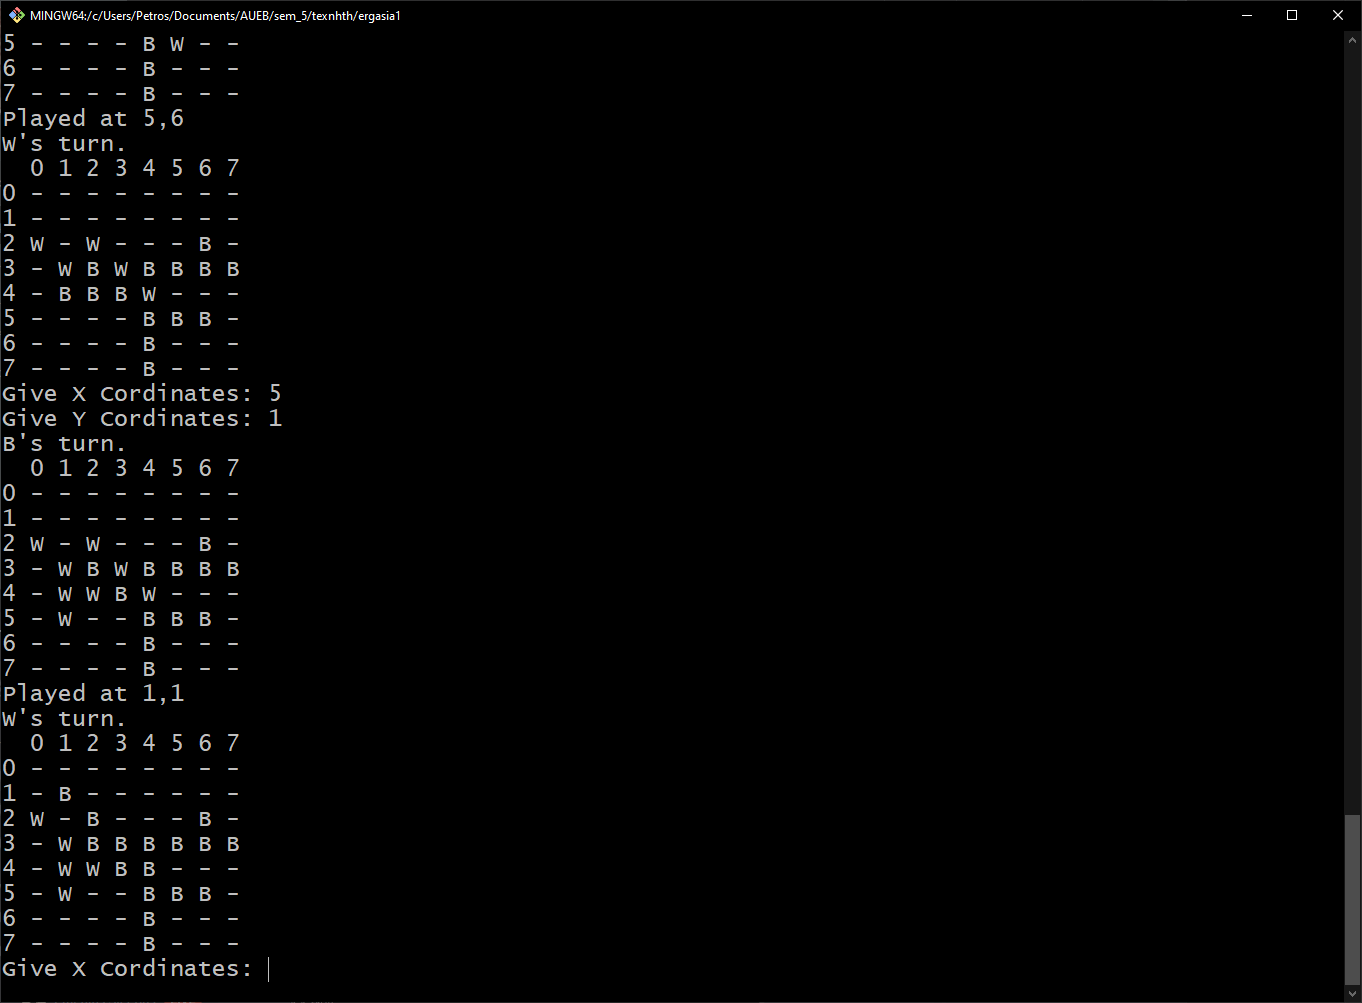 MINGW64:/c/Users/Petros/Documents/AUEB/sem_5/texnhth/ergasia1
5 - - - - B W - -
6 - - - - B - - -
7 - - - - B - - -
Played at 5,6
W's turn.
  0 1 2 3 4 5 6 7
0 - - - - - - - -
1 - - - - - - - -
2 W - W - - - B -
3 - W B W B B B B
4 - B B B W - - -
5 - - - - B B B -
6 - - - - B - - -
7 - - - - B - - -
Give X Cordinates: 5
Give Y Cordinates: 1
B's turn.
  0 1 2 3 4 5 6 7
0 - - - - - - - -
1 - - - - - - - -
2 W - W - - - B -
3 - W B W B B B B
4 - W W B W - - -
5 - W - - B B B -
6 - - - - B - - -
7 - - - - B - - -
Played at 1,1
W's turn.
  0 1 2 3 4 5 6 7
0 - - - - - - - -
1 - B - - - - - -
2 W - B - - - B -
3 - W B B B B B B
4 - W W B B - - -
5 - W - - B B B -
6 - - - - B - - -
7 - - - - B - - -
Give X Cordinates: